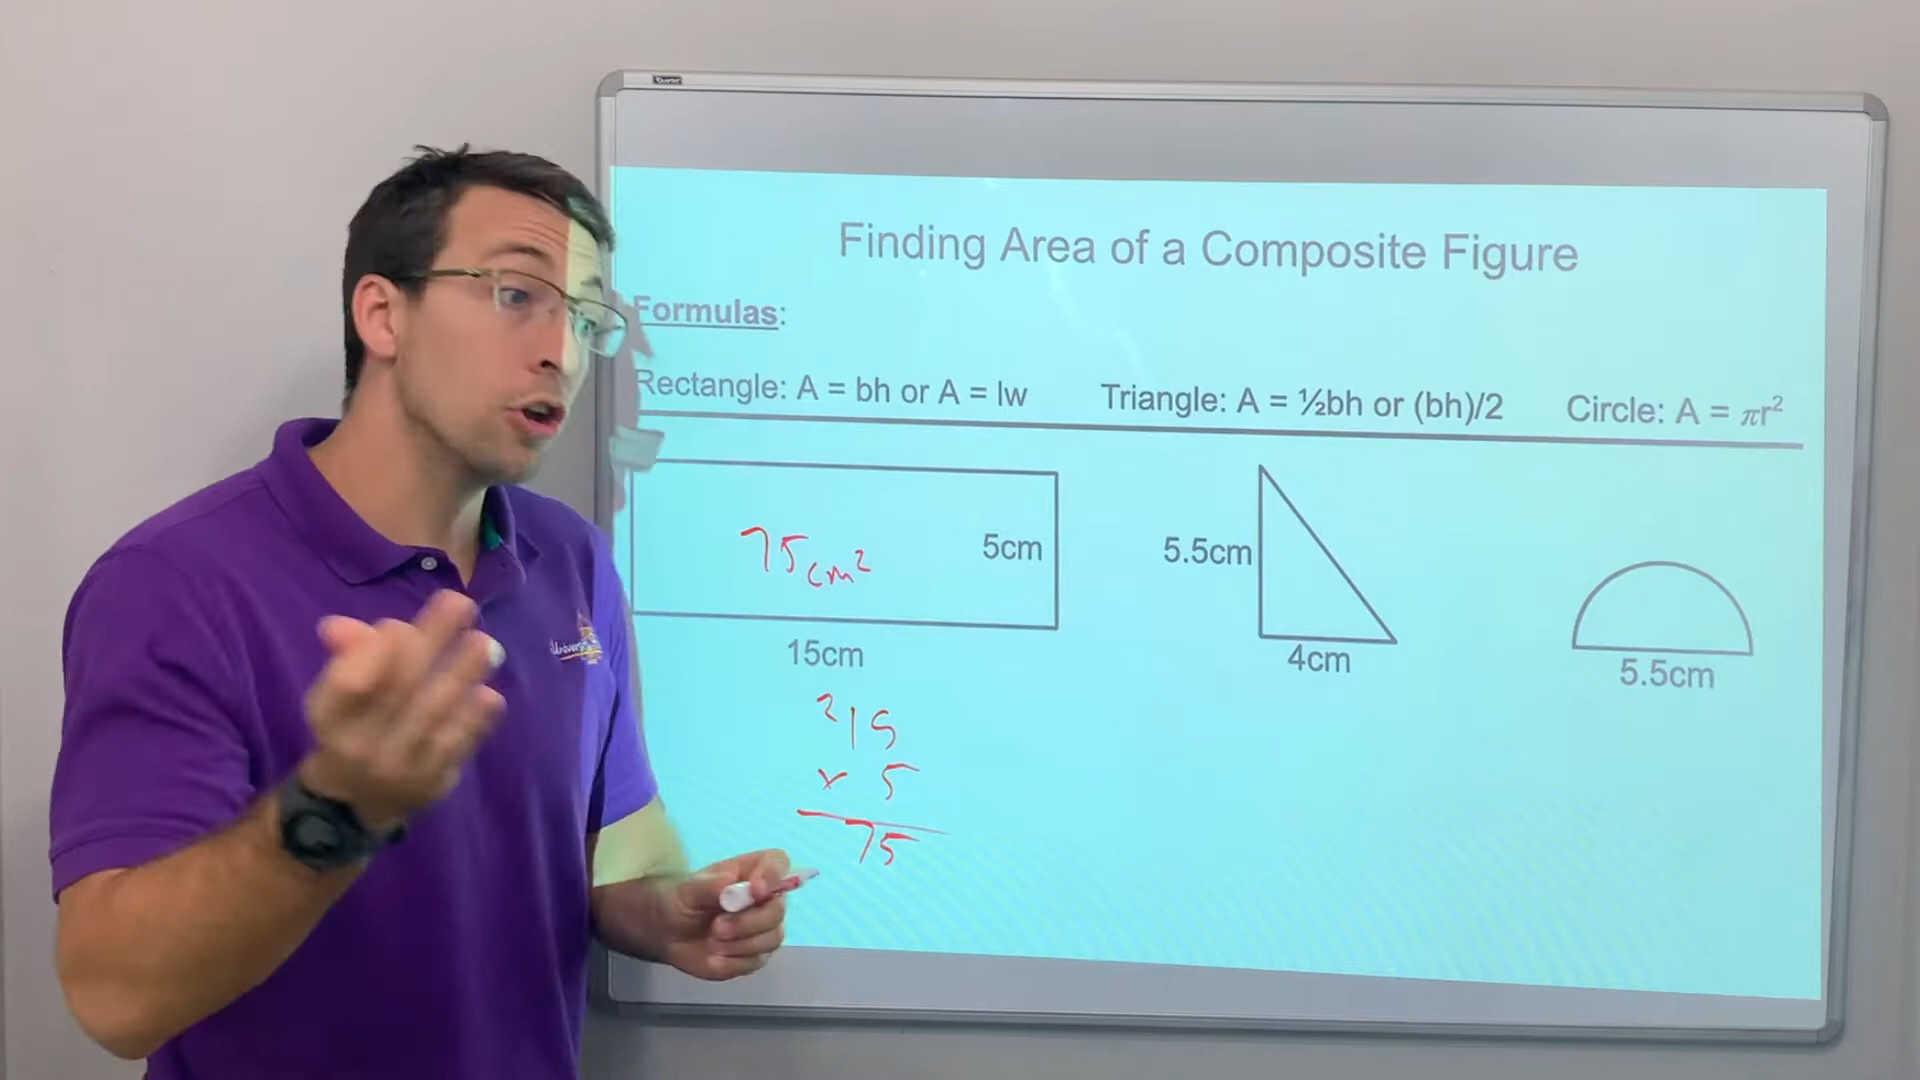 Finding Area of a Composite Figure
Formulas:
Rectangle: A = bh or A = lw
Triangle: A = ½bh or (bh)/2
Circle: A = πr²
75cm²
5cm
15cm
5.5cm
4cm
5.5cm
²15
x 5
75